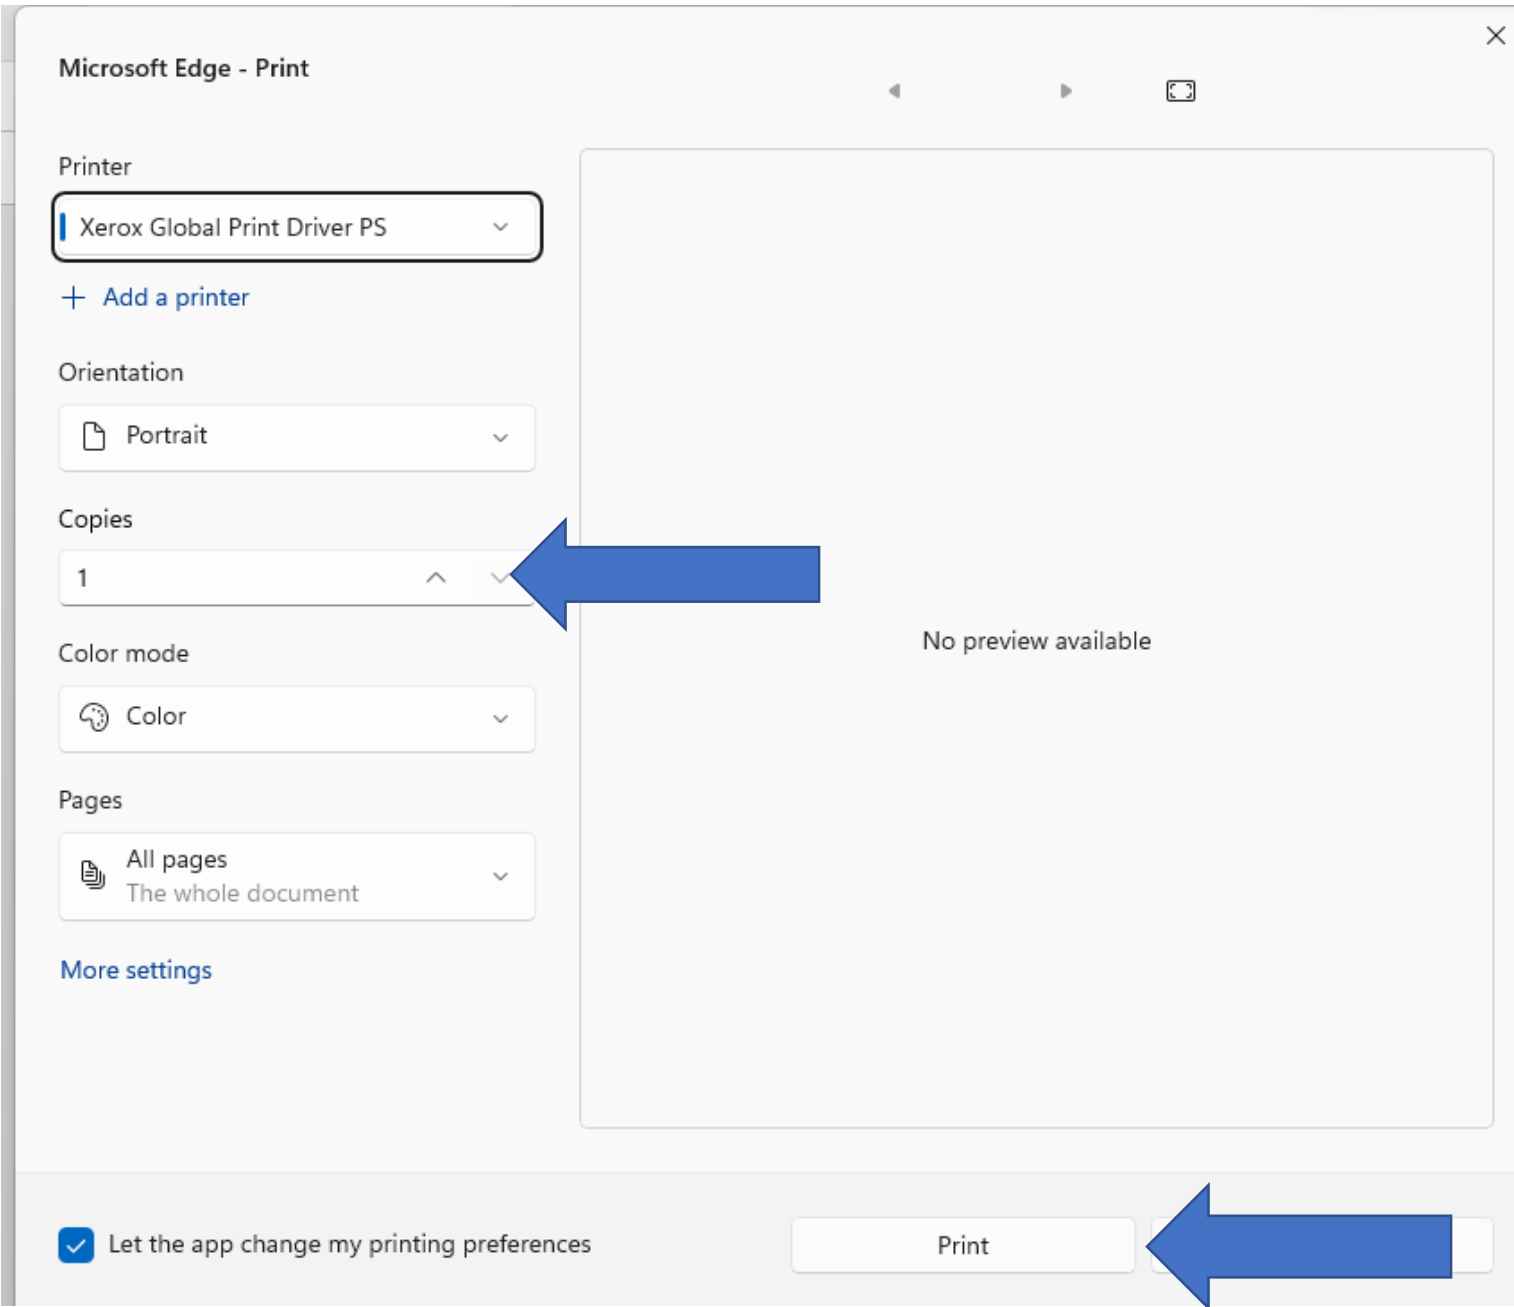 Microsoft Edge - Print
Printer
Xerox Global Print Driver PS
Add a printer
Orientation
Portrait
Copies
1
Color mode
Color
Pages
All pages
The whole document
More settings
No preview available
Let the app change my printing preferences
Print